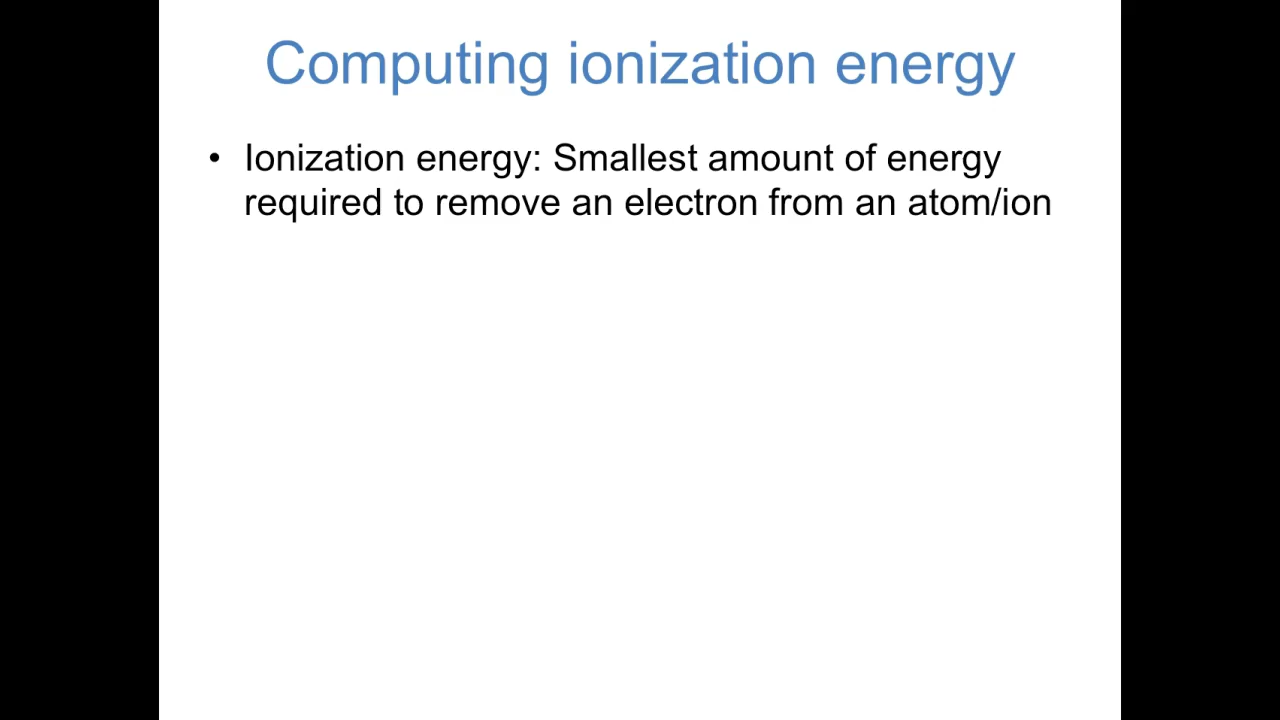 Computing ionization energy
• Ionization energy: Smallest amount of energy
required to remove an electron from an atom/ion